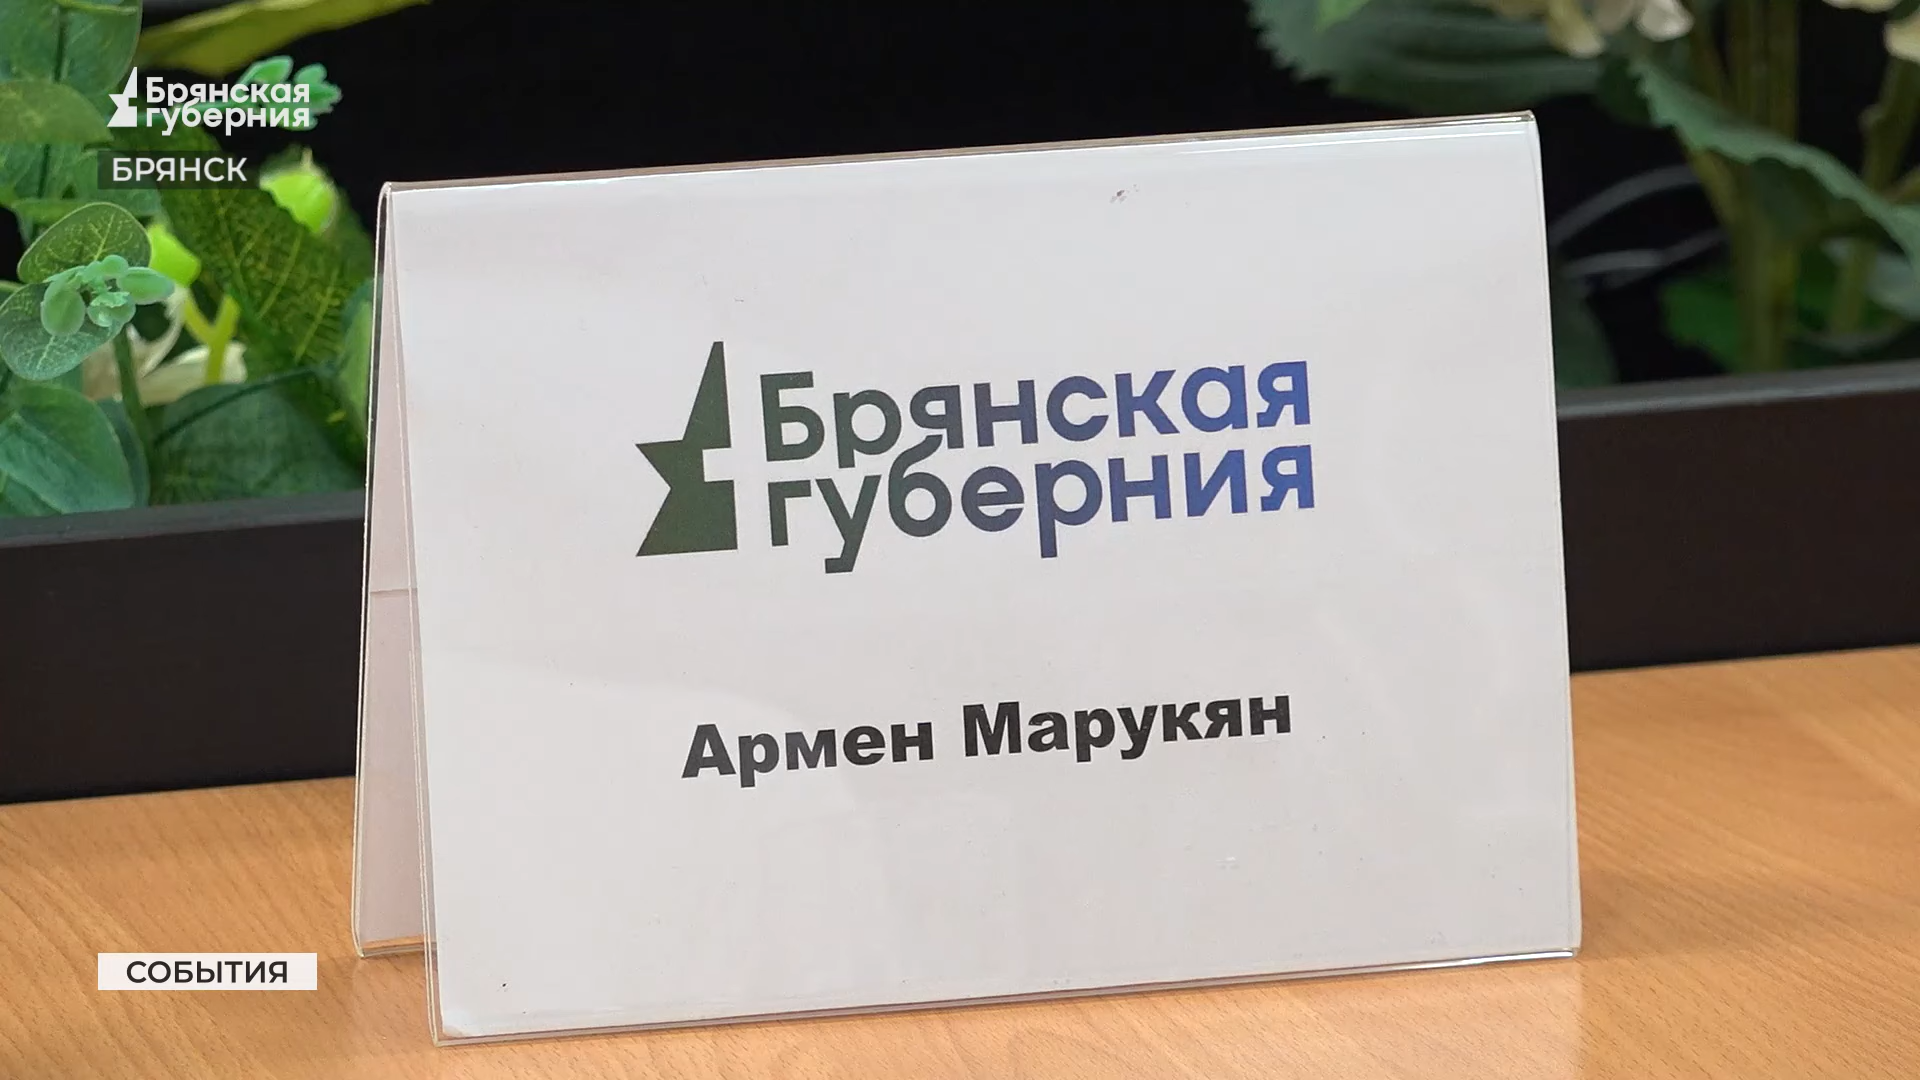 Брянская
губерния
БРЯНСК
Брянская
губерния
Армен Марукян
СОБЫТИЯ